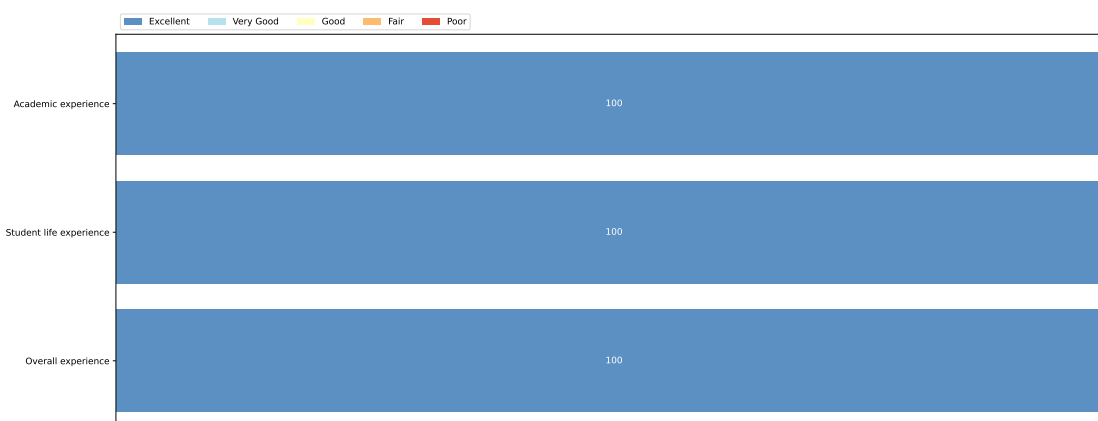 Excellent Very Good Good Fair Poor
Academic experience 100
Student life experience 100
Overall experience 100